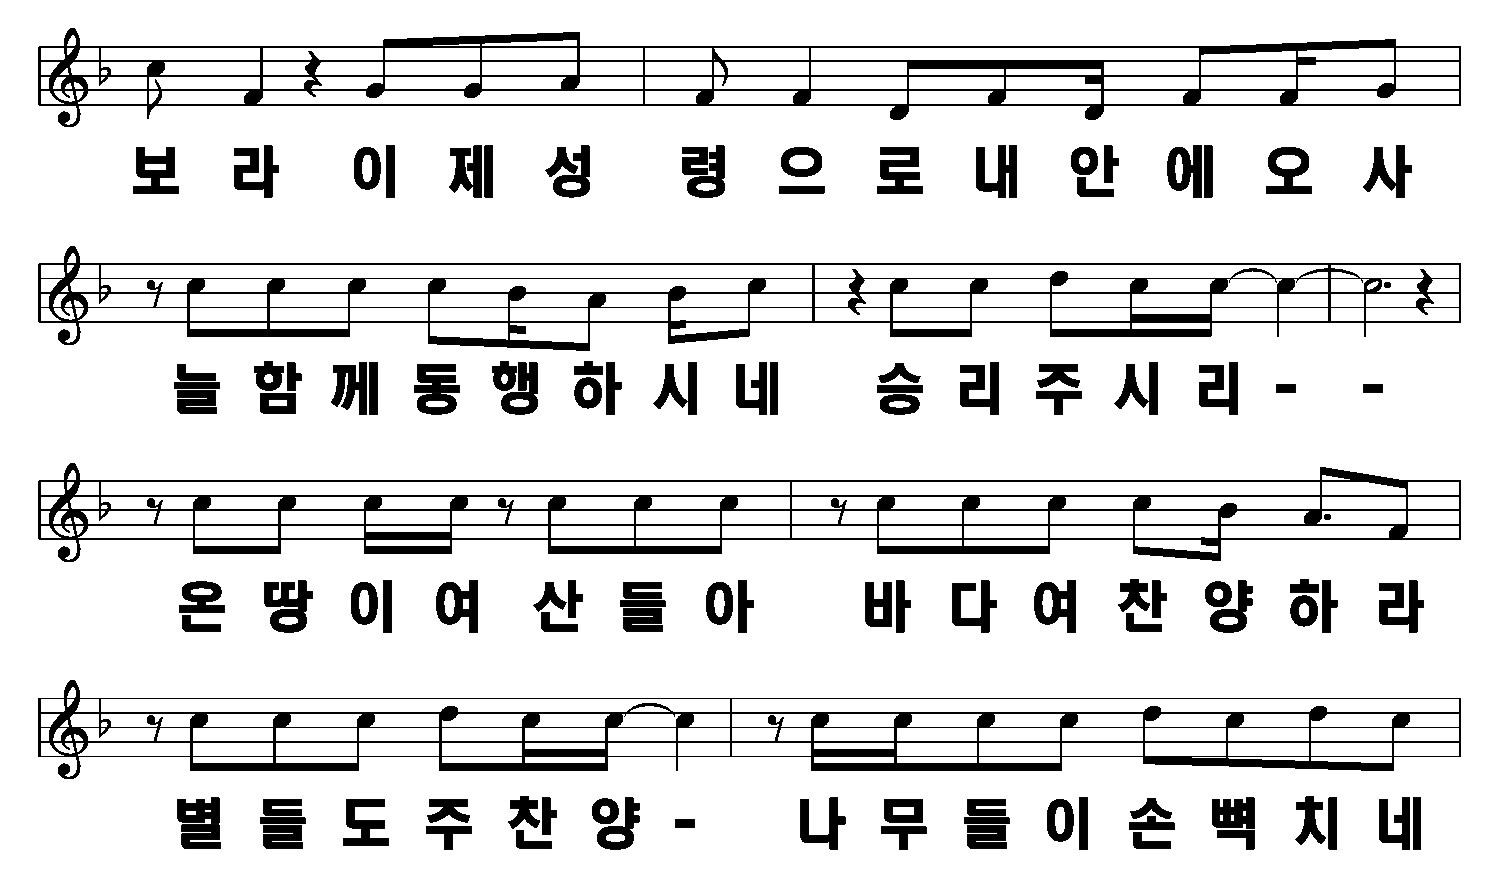 보라 이제성 령으로내안에오사
늘함께동행하시네 승리주시리--
온땅이여산들아 바다여찬양하라
별들도주찬양- 나무들이손뼉치네